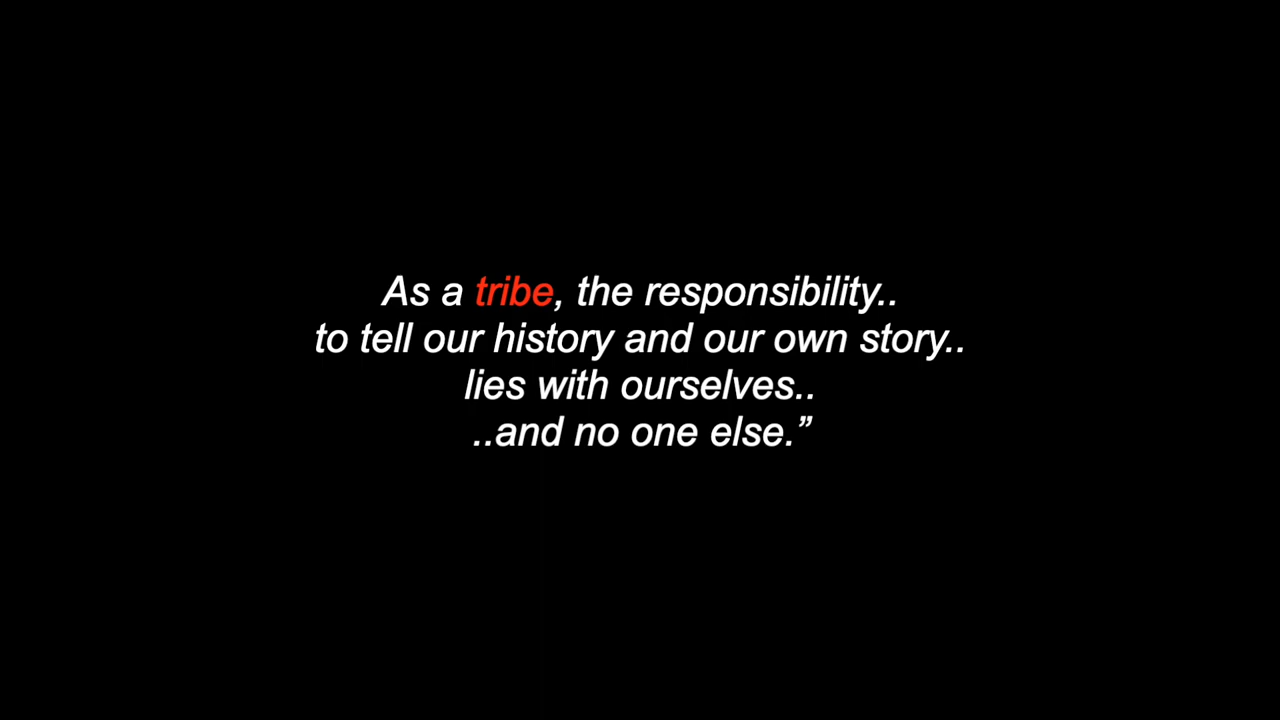 As a tribe, the responsibility..
to tell our history and our own story..
lies with ourselves..
..and no one else.”